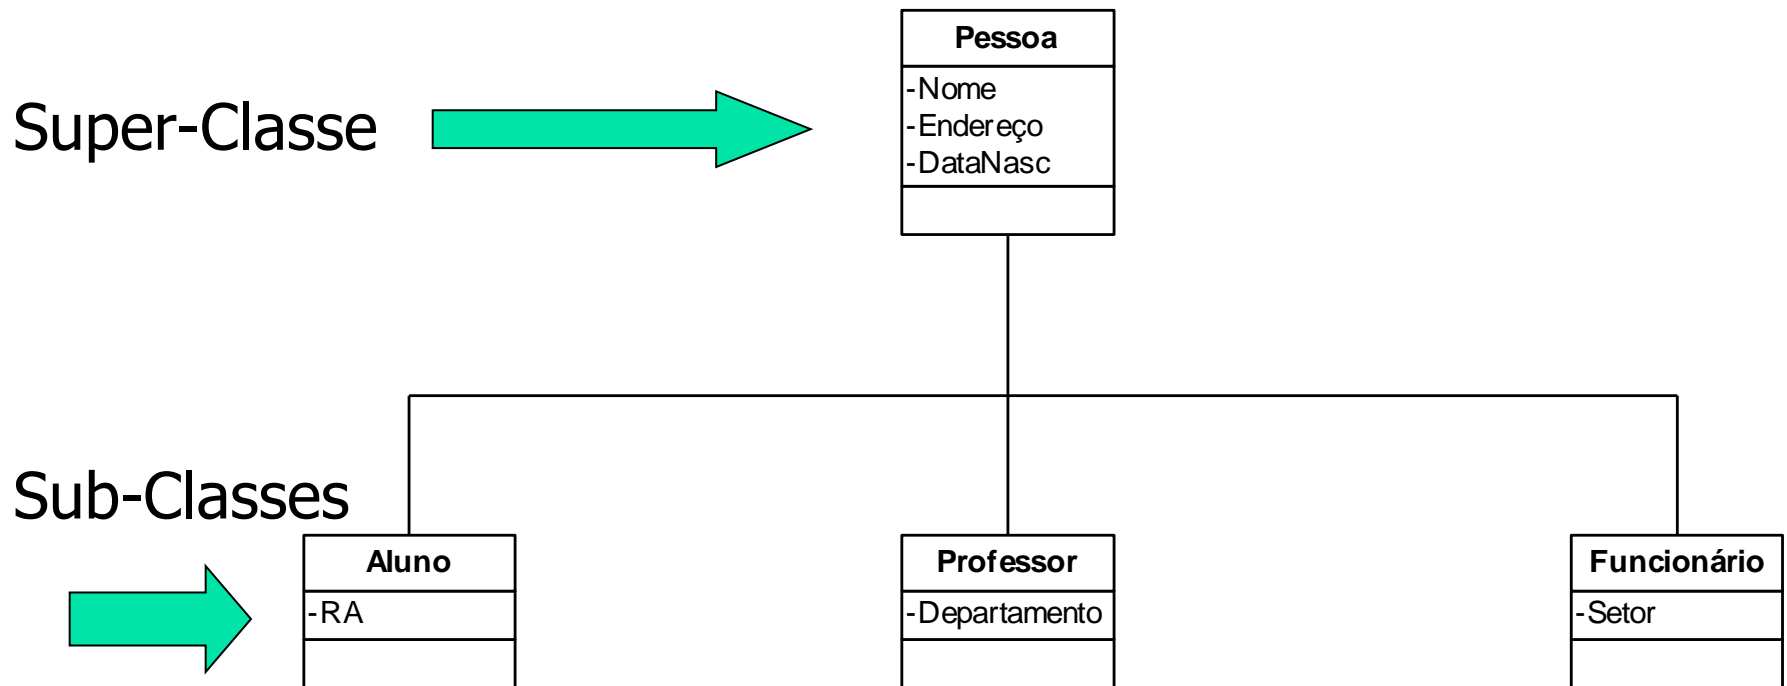 Pessoa
-Nome
-Endereço
-DataNasc
Super-Classe
Sub-Classes
Aluno
-RA
Professor
-Departamento
Funcionário
-Setor